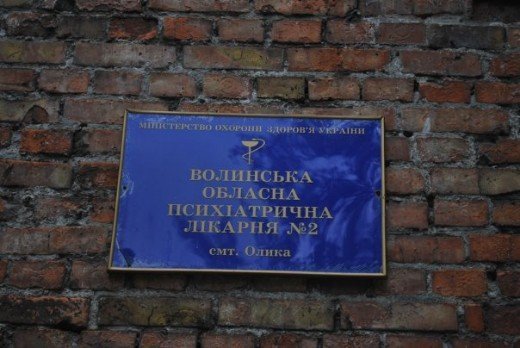 МІНІСТЕРСТВО ОХОРОНИ ЗДОРОВ'Я УКРАЇНИ
ВОЛИНСЬКА
ОБЛАСНА
ПСИХІАТРИЧНА
ЛІКАРНЯ №2
смт. Олика